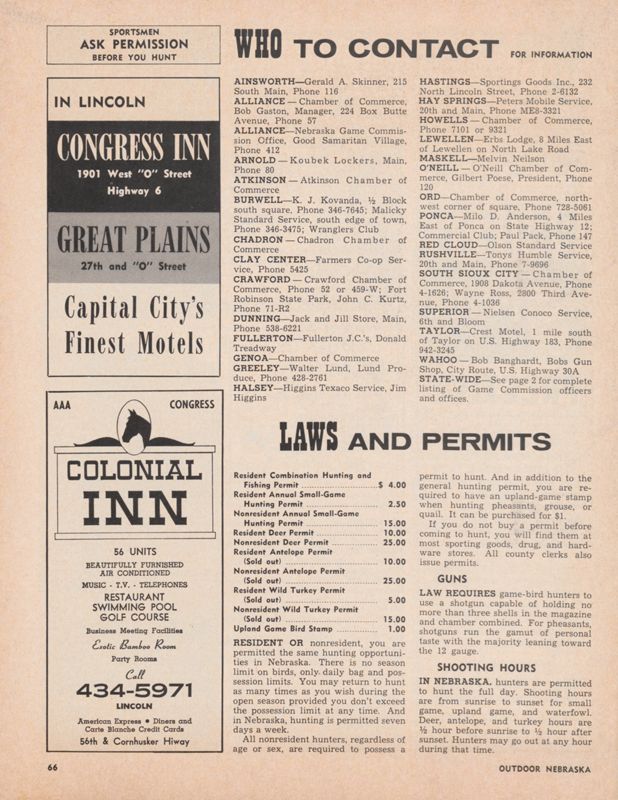 SPORTSMEN
ASK PERMISSION
BEFORE YOU HUNT
IN LINCOLN
CONGRESS INN
1901 West "O" Street
Highway 6
GREAT PLAINS
27th and "O" Street
Capital City's
Finest Motels
AAA CONGRESS
COLONIAL
INN
56 UNITS
BEAUTIFULLY FURNISHED
AIR CONDITIONED
MUSIC - T.V. - TELEPHONES
RESTAURANT
SWIMMING POOL
GOLF COURSE
Business Meeting Facilities
Exotic Bamboo Room
Party Rooms
Call
434-5971
LINCOLN
American Express • Diners and
Carte Blanche Credit Cards
56th & Cornhusker Hiway
WHO TO CONTACT FOR INFORMATION
AINSWORTH—Gerald A. Skinner, 215
South Main, Phone 116
ALLIANCE — Chamber of Commerce,
Bob Gaston, Manager, 224 Box Butte
Avenue, Phone 57
ALLIANCE—Nebraska Game Commis-
sion Office, Good Samaritan Village,
Phone 412
ARNOLD — Koubek Lockers, Main,
Phone 80
ATKINSON — Atkinson Chamber of
Commerce
BURWELL—K. J. Kovanda, ½ Block
south square, Phone 346-7645; Malicky
Standard Service, south edge of town,
Phone 346-3475; Wranglers Club
CHADRON — Chadron Chamber of
Commerce
CLAY CENTER—Farmers Co-op Ser-
vice, Phone 5425
CRAWFORD — Crawford Chamber of
Commerce, Phone 52 or 459-W; Fort
Robinson State Park, John C. Kurtz,
Phone 71-R2
DUNNING—Jack and Jill Store, Main,
Phone 538-6221
FULLERTON—Fullerton J.C.'s, Donald
Treadway
GENOA—Chamber of Commerce
GREELEY—Walter Lund, Lund Pro-
duce, Phone 428-2761
HALSEY—Higgins Texaco Service, Jim
Higgins
HASTINGS—Sportings Goods Inc., 232
North Lincoln Street, Phone 2-6132
HAY SPRINGS—Peters Mobile Service,
20th and Main, Phone ME8-3321
HOWELLS — Chamber of Commerce,
Phone 7101 or 9321
LEWELLEN—Erbs Lodge, 8 Miles East
of Lewellen on North Lake Road
MASKELL—Melvin Neilson
O'NEILL — O'Neill Chamber of Com-
merce, Gilbert Poese, President, Phone
120
ORD—Chamber of Commerce, north-
west corner of square, Phone 728-5061
PONCA—Milo D. Anderson, 4 Miles
East of Ponca on State Highway 12;
Commercial Club; Paul Pack, Phone 147
RED CLOUD—Olson Standard Service
RUSHVILLE—Tonys Humble Service,
20th and Main, Phone 7-9696
SOUTH SIOUX CITY — Chamber of
Commerce, 1908 Dakota Avenue, Phone
4-1626; Wayne Ross, 2800 Third Ave-
nue, Phone 4-1036
SUPERIOR — Nielsen Conoco Service,
6th and Bloom
TAYLOR—Crest Motel, 1 mile south
of Taylor on U.S. Highway 183, Phone
942-3245
WAHOO — Bob Banghardt, Bobs Gun
Shop, City Route, U.S. Highway 30A
STATE-WIDE—See page 2 for complete
listing of Game Commission officers
and offices.
LAWS AND PERMITS
Resident Combination Hunting and
Fishing Permit ........................$ 4.00
Resident Annual Small-Game
Hunting Permit ........................ 2.50
Nonresident Annual Small-Game
Hunting Permit ........................ 15.00
Resident Deer Permit .................. 10.00
Nonresident Deer Permit ............... 25.00
Resident Antelope Permit
(Sold out) ............................ 10.00
Nonresident Antelope Permit
(Sold out) ............................ 25.00
Resident Wild Turkey Permit
(Sold out) ............................ 5.00
Nonresident Wild Turkey Permit
(Sold out) ............................ 15.00
Upland Game Bird Stamp ................ 1.00
RESIDENT OR nonresident, you are
permitted the same hunting opportuni-
ties in Nebraska. There is no season
limit on birds, only daily bag and pos-
session limits. You may return to hunt
as many times as you wish during the
open season provided you don't exceed
the possession limit at any time. And
in Nebraska, hunting is permitted seven
days a week.
All nonresident hunters, regardless of
age or sex, are required to possess a
permit to hunt. And in addition to the
general hunting permit, you are re-
quired to have an upland-game stamp
when hunting pheasants, grouse, or
quail. It can be purchased for $1.
If you do not buy a permit before
coming to hunt, you will find them at
most sporting goods, drug, and hard-
ware stores. All county clerks also
issue permits.
GUNS
LAW REQUIRES game-bird hunters to
use a shotgun capable of holding no
more than three shells in the magazine
and chamber combined. For pheasants,
shotguns run the gamut of personal
taste with the majority leaning toward
the 12 gauge.
SHOOTING HOURS
IN NEBRASKA, hunters are permitted
to hunt the full day. Shooting hours
are from sunrise to sunset for small
game, upland game, and waterfowl.
Deer, antelope, and turkey hours are
½ hour before sunrise to ½ hour after
sunset. Hunters may go out at any hour
during that time.
66
OUTDOOR NEBRASKA